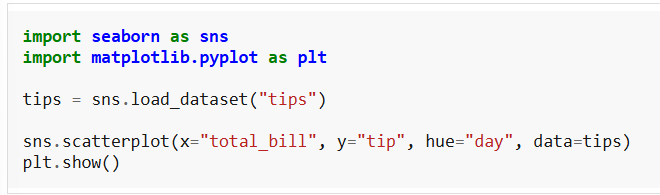 import seaborn as sns
import matplotlib.pyplot as plt
tips = sns.load_dataset("tips")
sns.scatterplot(x="total_bill", y="tip", hue="day", data=tips)
plt.show()